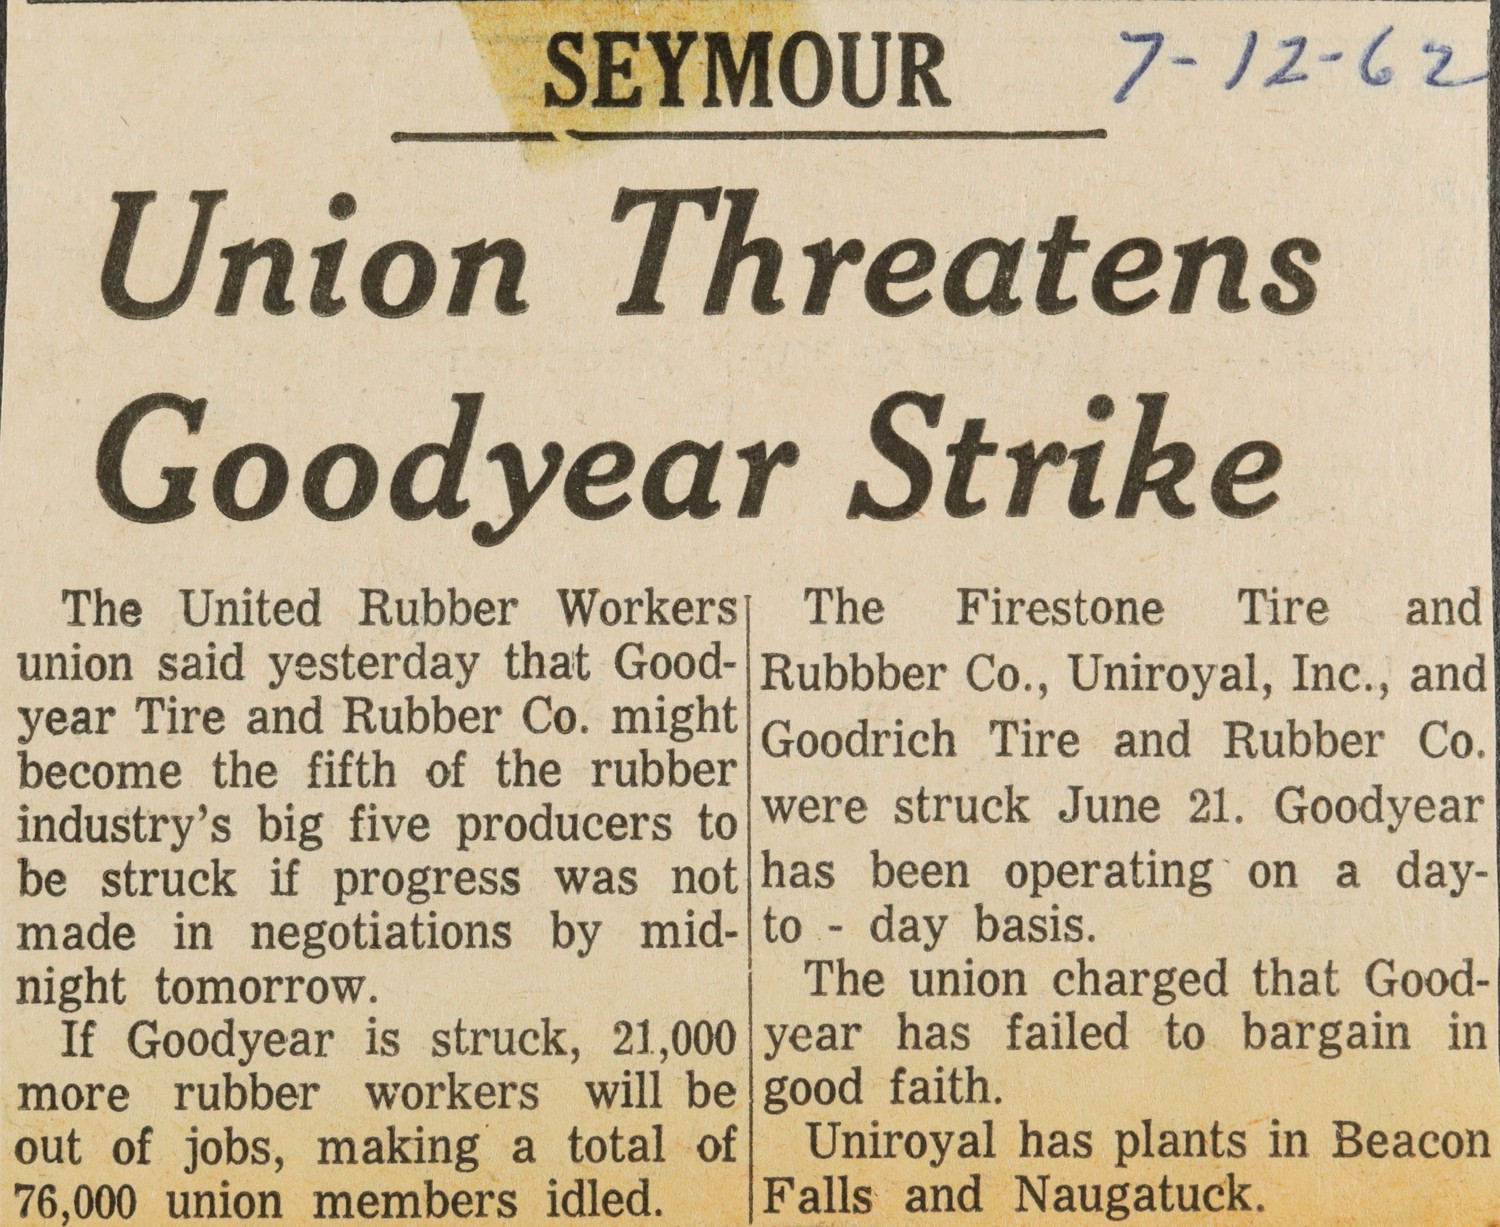 SEYMOUR
7-12-62
Union Threatens
Goodyear Strike
The United Rubber Workers
union said yesterday that Good-
year Tire and Rubber Co. might
become the fifth of the rubber
industry's big five producers to
be struck if progress was not
made in negotiations by mid-
night tomorrow.
If Goodyear is struck, 21,000
more rubber workers will be
out of jobs, making a total of
76,000 union members idled.
The Firestone Tire and
Rubbber Co., Uniroyal, Inc., and
Goodrich Tire and Rubber Co.
were struck June 21. Goodyear
has been operating on a day-
to - day basis.
The union charged that Good-
year has failed to bargain in
good faith.
Uniroyal has plants in Beacon
Falls and Naugatuck.